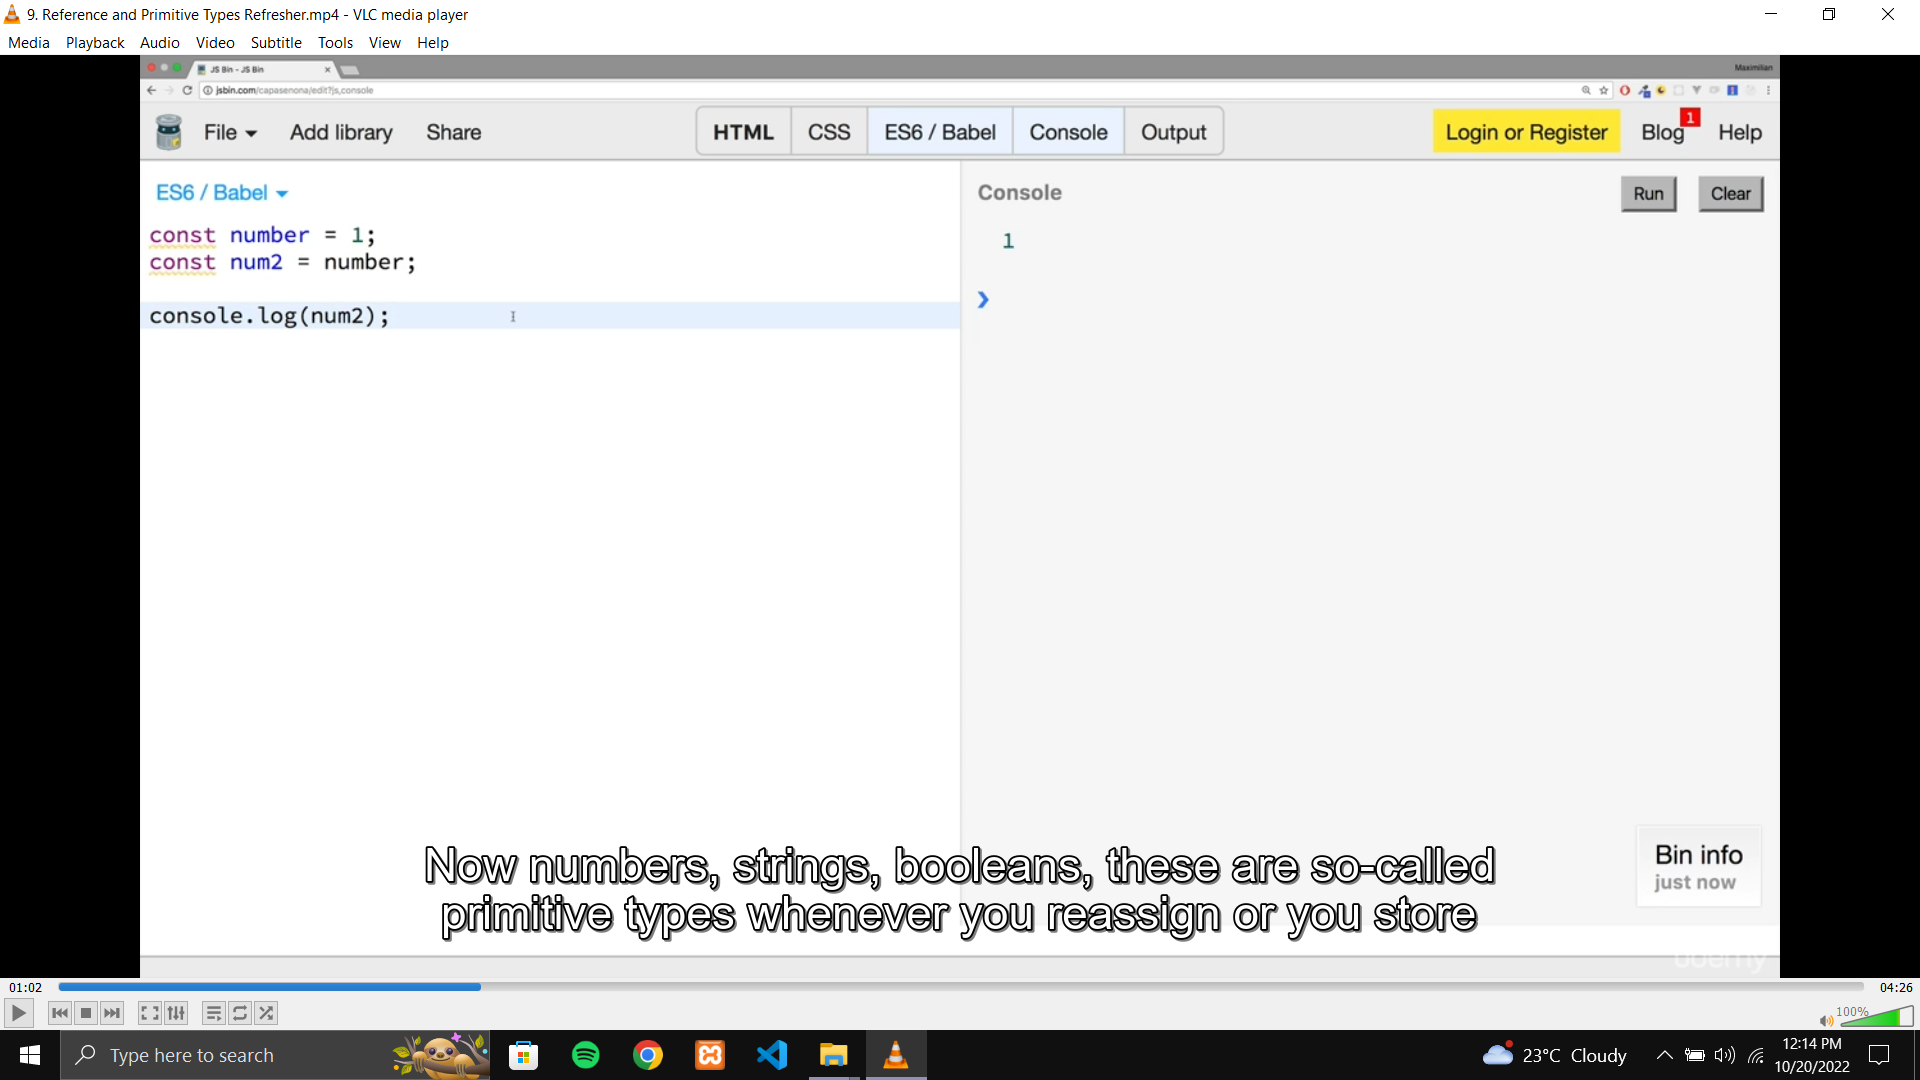 9. Reference and Primitive Types Refresher.mp4 - VLC media player
Media Playback Audio Video Subtitle Tools View Help
JS Bin - JS Bin
Maximilian
jsbin.com/capasenona/edit?js,console
File Add library Share HTML CSS ES6 / Babel Console Output Login or Register Blog 1 Help
ES6 / Babel
const number = 1;
const num2 = number;
console.log(num2);
Console Run Clear
1
Bin info
just now
Now numbers, strings, booleans, these are so-called
primitive types whenever you reassign or you store
udemy
01:02 04:26
100%
Type here to search
23°C Cloudy
12:14 PM
10/20/2022